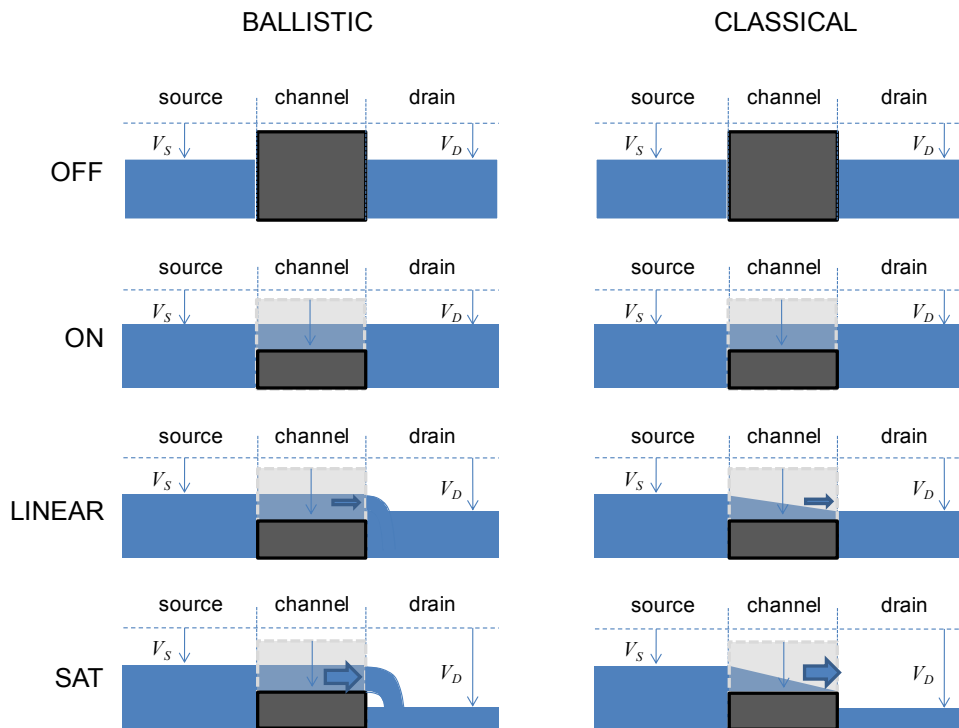 BALLISTIC CLASSICAL
source channel drain source channel drain
V_S V_D V_S V_D
OFF
source channel drain source channel drain
V_S V_D V_S V_D
ON
source channel drain source channel drain
V_S V_D V_S V_D
LINEAR
source channel drain source channel drain
V_S V_D V_S V_D
SAT